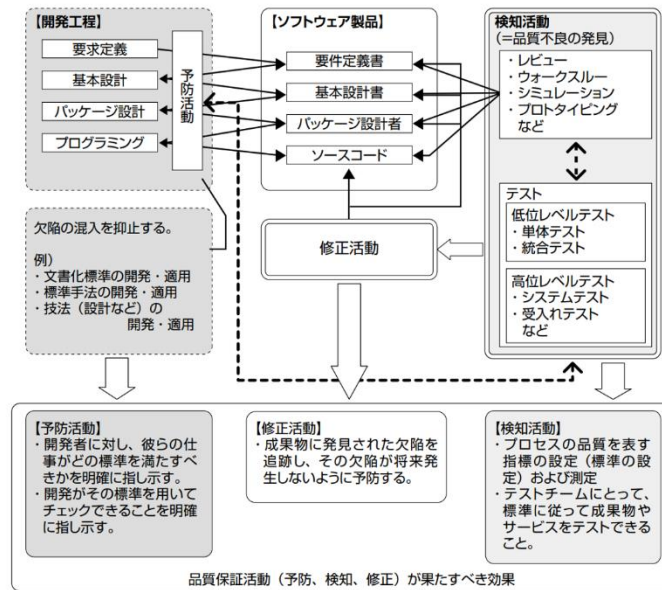 【開発工程】
要求定義
基本設計
パッケージ設計
プログラミング
予防活動
【ソフトウェア製品】
要件定義書
基本設計書
パッケージ設計者
ソースコード
検知活動
(=品質不良の発見)
・レビュー
・ウォークスルー
・シミュレーション
・プロトタイピング
など
テスト
低位レベルテスト
・単体テスト
・統合テスト
高位レベルテスト
・システムテスト
・受入れテスト
など
修正活動
欠陥の混入を抑止する。
例)
・文書化標準の開発・適用
・標準手法の開発・適用
・技法（設計など）の
開発・適用
【予防活動】
・開発者に対し、彼らの仕
事がどの標準を満たすべ
きかを明確に指し示す。
・開発がその標準を用いて
チェックできることを明確
に指し示す。
【修正活動】
・成果物に発見された欠陥を
追跡し、その欠陥が将来発
生しないように予防する。
【検知活動】
・プロセスの品質を表す
指標の設定（標準の設
定）および測定
・テストチームにとって、
標準に従って成果物や
サービスをテストできる
こと。
品質保証活動（予防、検知、修正）が果たすべき効果